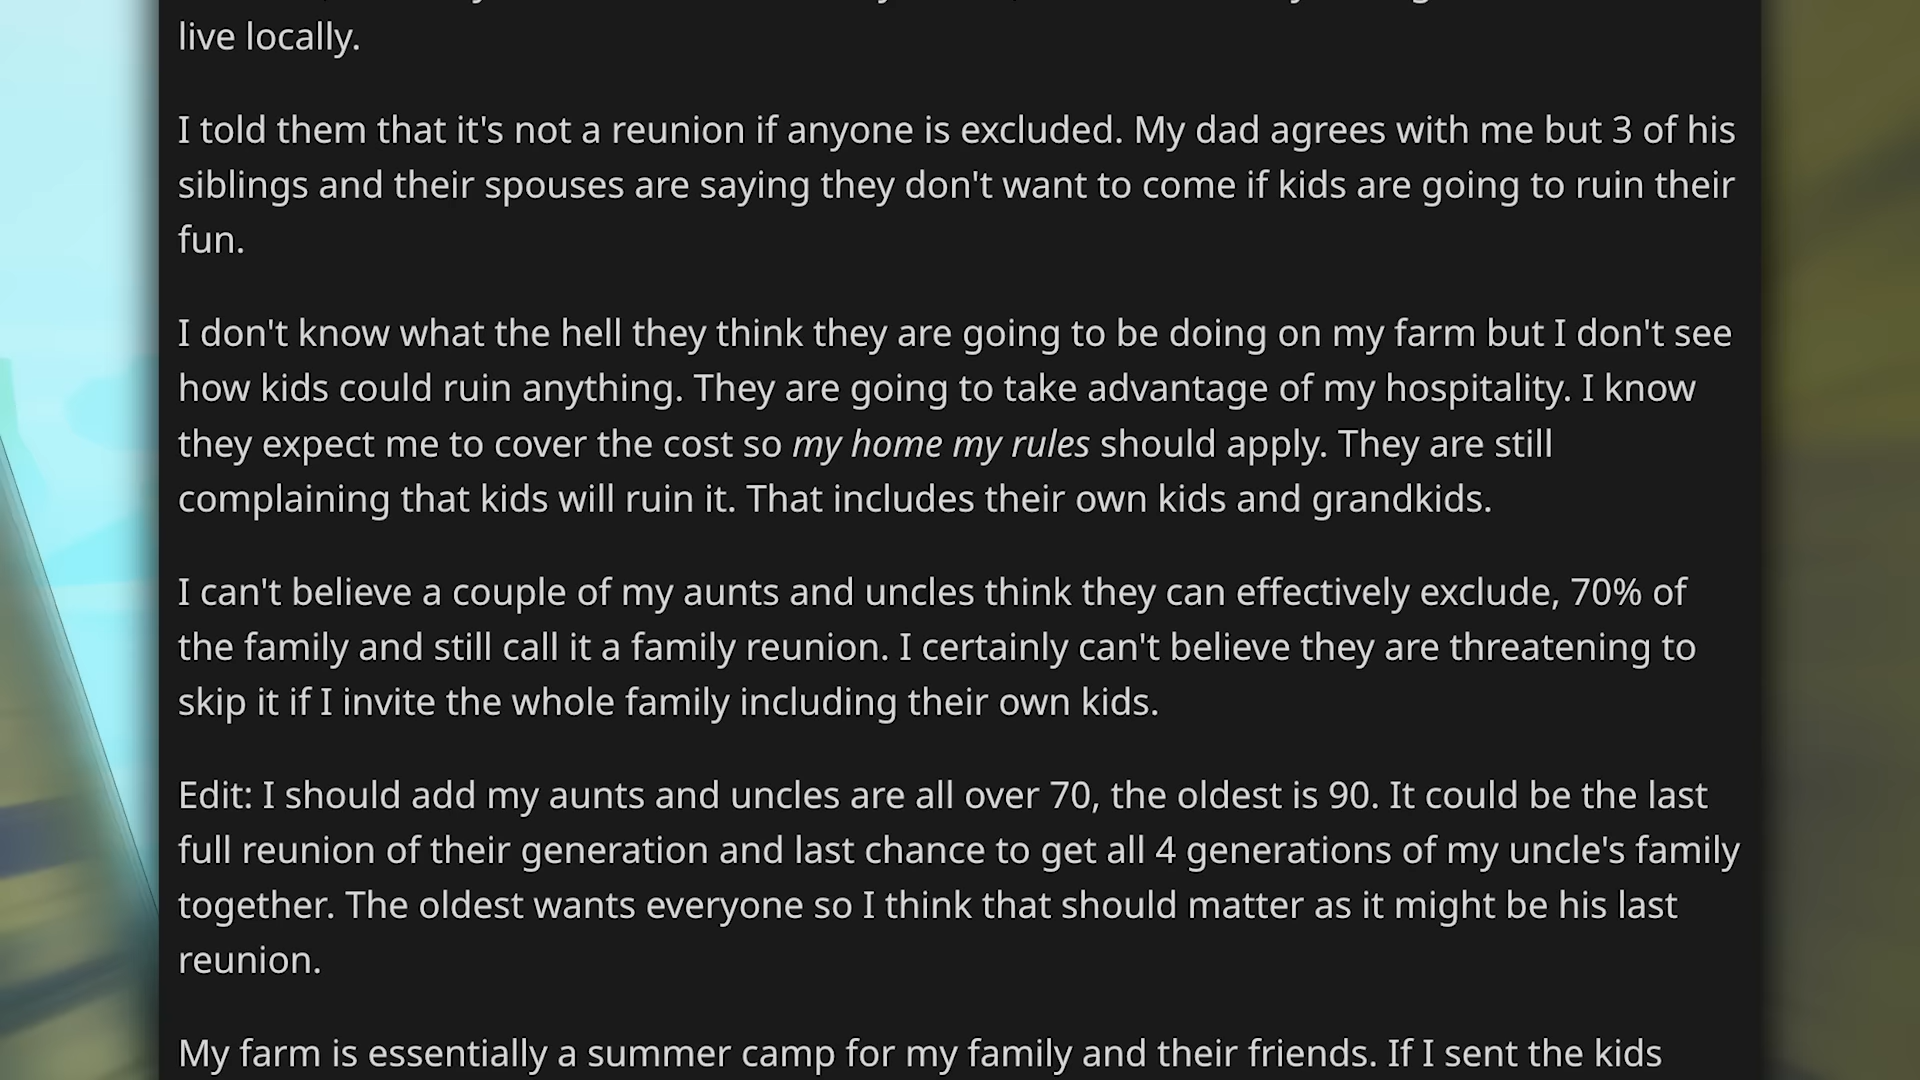 live locally.
I told them that it's not a reunion if anyone is excluded. My dad agrees with me but 3 of his
siblings and their spouses are saying they don't want to come if kids are going to ruin their
fun.
I don't know what the hell they think they are going to be doing on my farm but I don't see
how kids could ruin anything. They are going to take advantage of my hospitality. I know
they expect me to cover the cost so my home my rules should apply. They are still
complaining that kids will ruin it. That includes their own kids and grandkids.
I can't believe a couple of my aunts and uncles think they can effectively exclude, 70% of
the family and still call it a family reunion. I certainly can't believe they are threatening to
skip it if I invite the whole family including their own kids.
Edit: I should add my aunts and uncles are all over 70, the oldest is 90. It could be the last
full reunion of their generation and last chance to get all 4 generations of my uncle's family
together. The oldest wants everyone so I think that should matter as it might be his last
reunion.
My farm is essentially a summer camp for my family and their friends. If I sent the kids